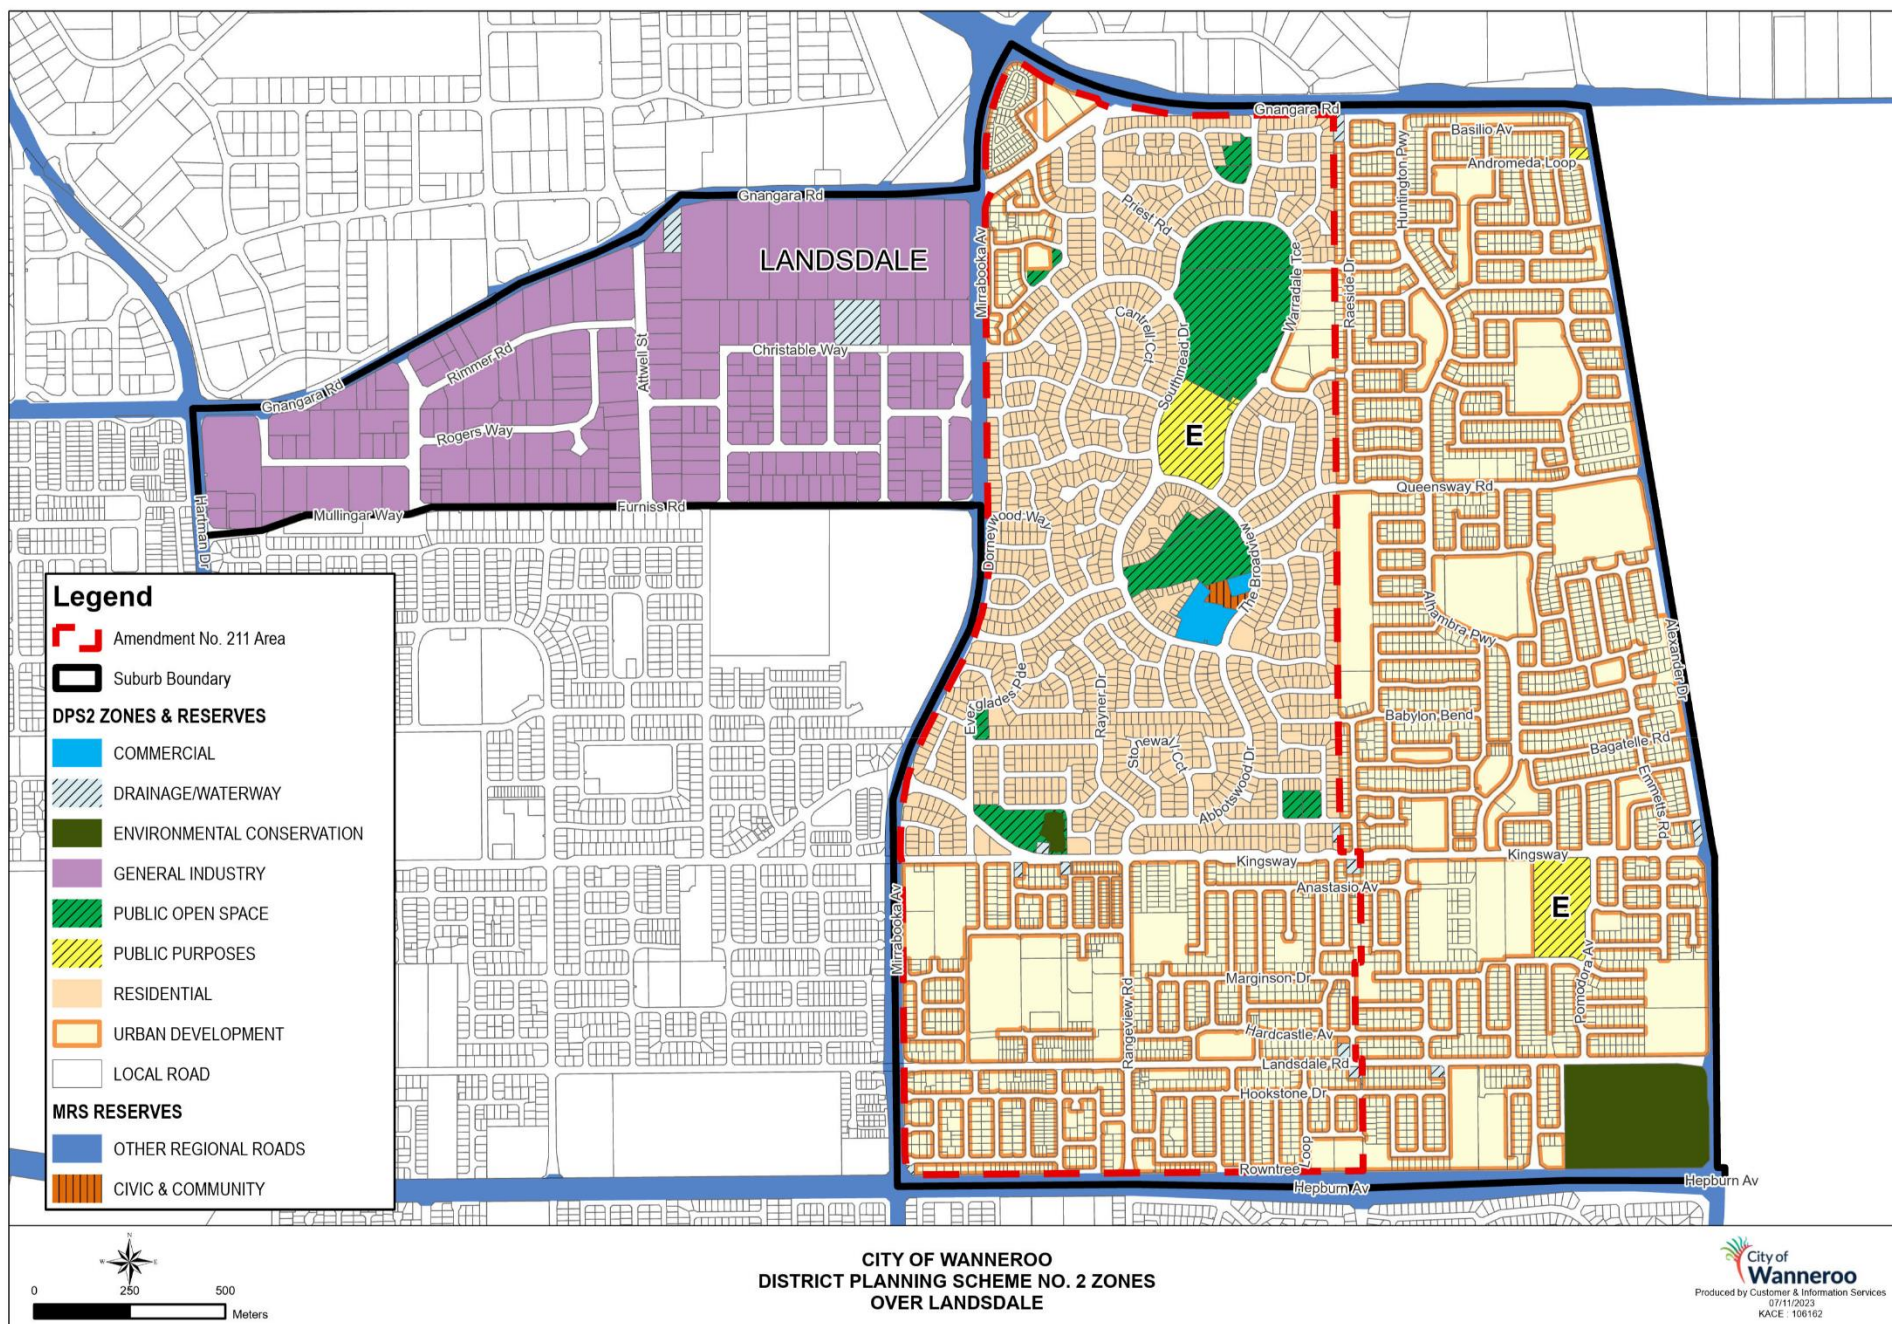 Gnangara Rd
Basilio Av
Andromeda Loop
Huntington Pwy
Gnangara Rd
Priest Rd
LANDSDALE
Mirrabooka Av
Warradale Tce
Raeside Dr
Cantrell Cct
Southmead Dr
Christable Way
Attwell St
Rimmer Rd
Gnangara Rd
Rogers Way
E
Queensway Rd
Hartman Dr
Mullingar Way
Furniss Rd
Dorneywood Way
The Broadview
Alhambra Pwy
Alexander Dr
Everglades Pde
Rayner Dr
Stonewall Cct
Abbotswood Dr
Babylon Bend
Bagatelle Rd
Emmetts Rd
Kingsway
Kingsway
Anastasio Av
E
Mirrabooka Av
Marginson Dr
Pomodora Av
Rangeview Rd
Hardcastle Av
Landsdale Rd
Hookstone Dr
Rowntree Loop
Hepburn Av
Hepburn Av
Legend
Amendment No. 211 Area
Suburb Boundary
DPS2 ZONES & RESERVES
COMMERCIAL
DRAINAGE/WATERWAY
ENVIRONMENTAL CONSERVATION
GENERAL INDUSTRY
PUBLIC OPEN SPACE
PUBLIC PURPOSES
RESIDENTIAL
URBAN DEVELOPMENT
LOCAL ROAD
MRS RESERVES
OTHER REGIONAL ROADS
CIVIC & COMMUNITY
N
W E
S
0 250 500
Meters
CITY OF WANNEROO
DISTRICT PLANNING SCHEME NO. 2 ZONES
OVER LANDSDALE
City of
Wanneroo
Produced by Customer & Information Services
07/11/2023
KACE : 106162